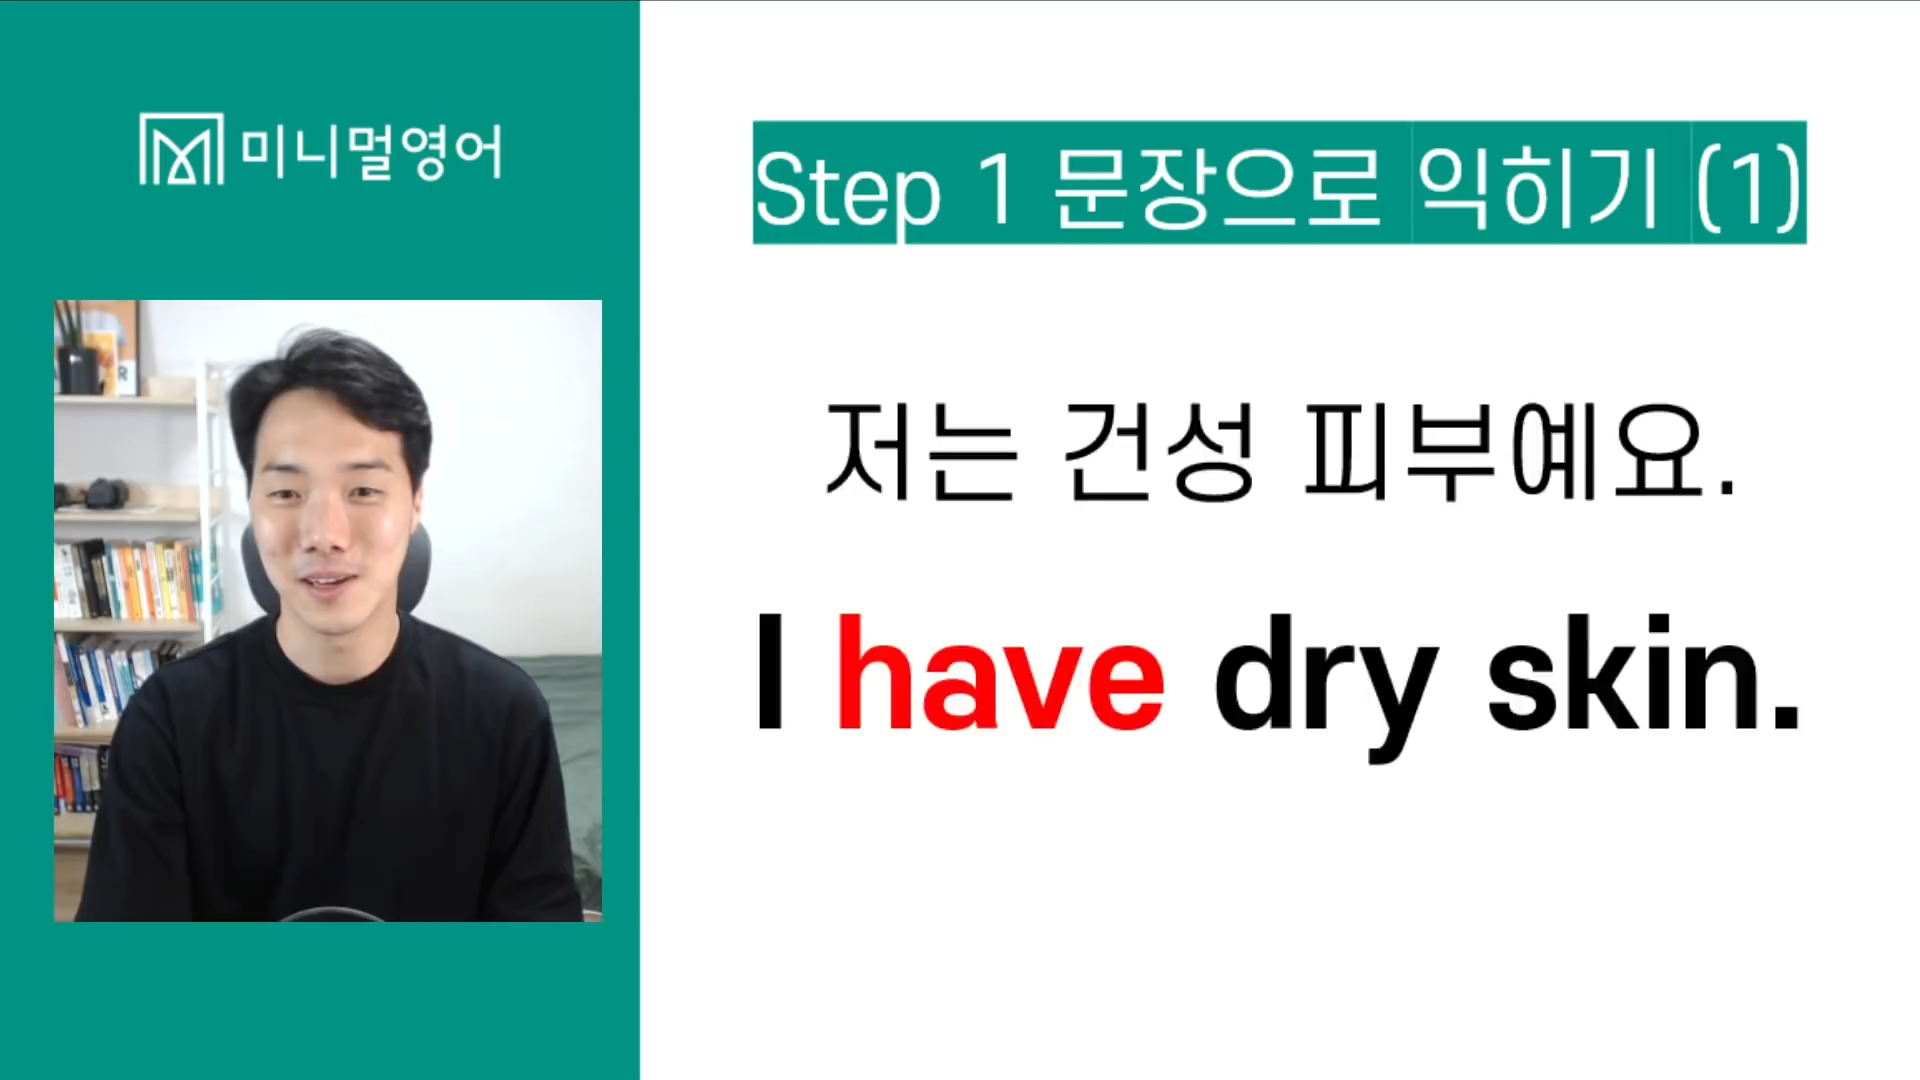 미니멀영어
Step 1 문장으로 익히기 (1)
저는 건성 피부예요.
I have dry skin.